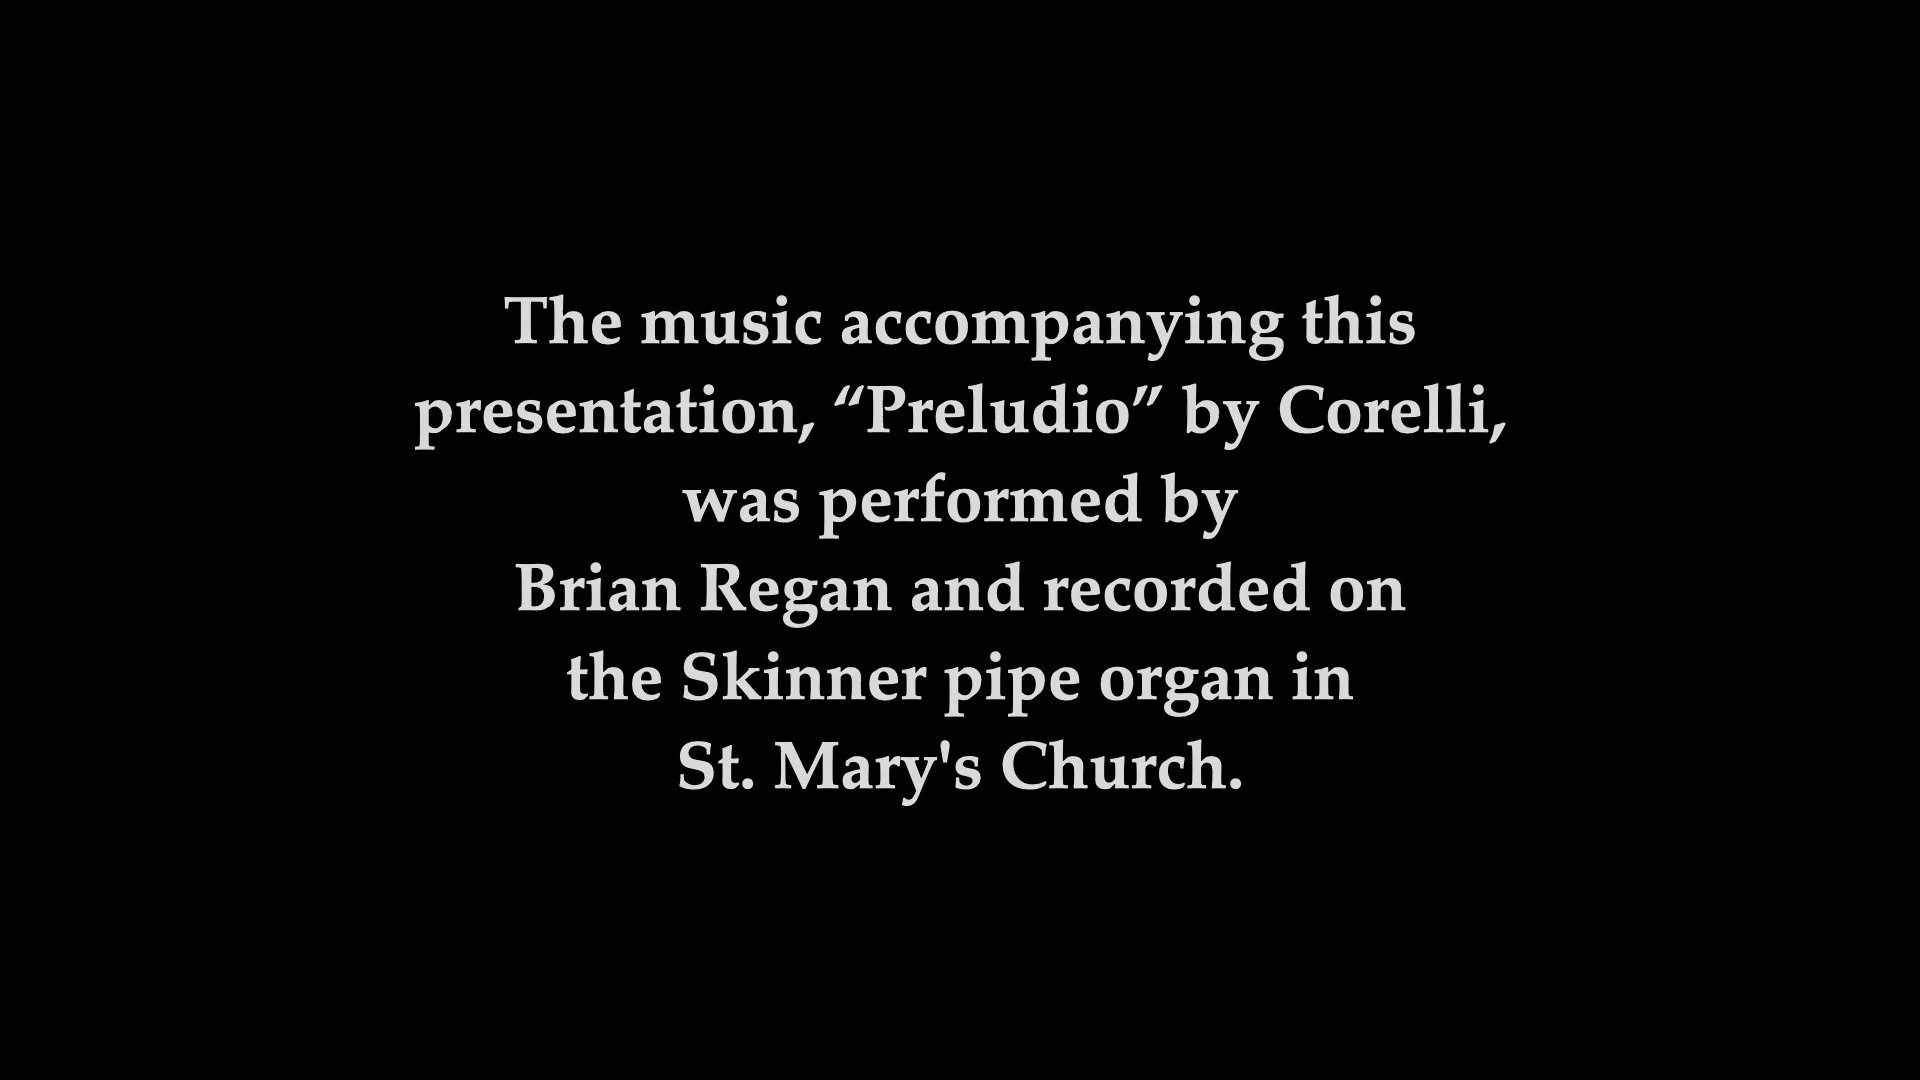 The music accompanying this
presentation, “Preludio” by Corelli,
was performed by
Brian Regan and recorded on
the Skinner pipe organ in
St. Mary's Church.